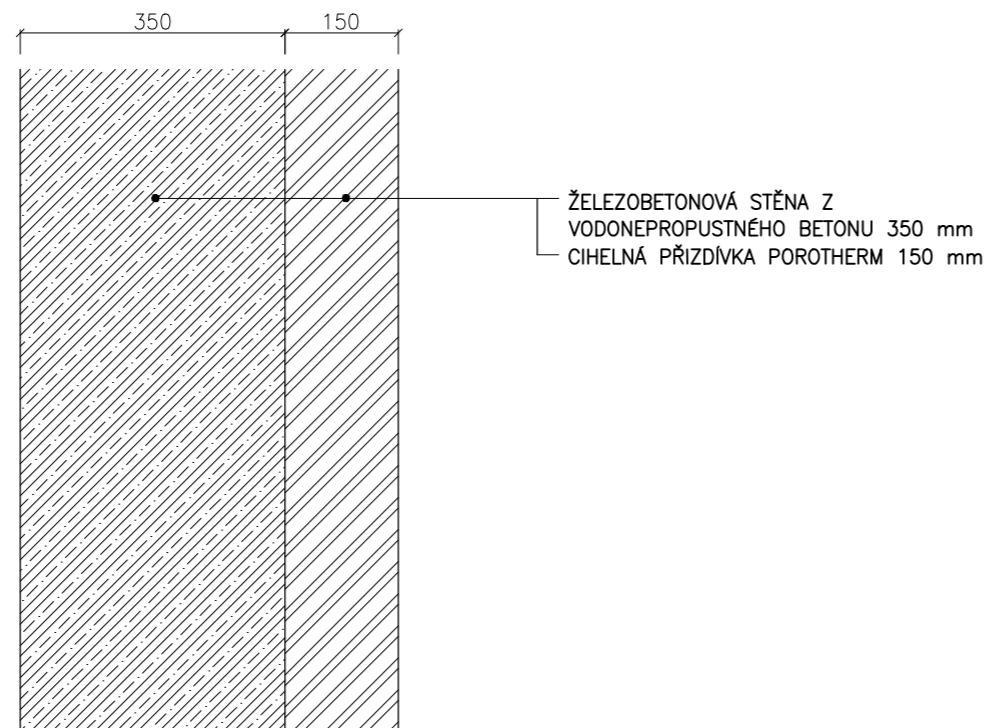 350 150
ŽELEZOBETONOVÁ STĚNA Z
VODONEPROPUSTNÉHO BETONU 350 mm
CIHELNÁ PŘIZDÍVKA POROTHERM 150 mm